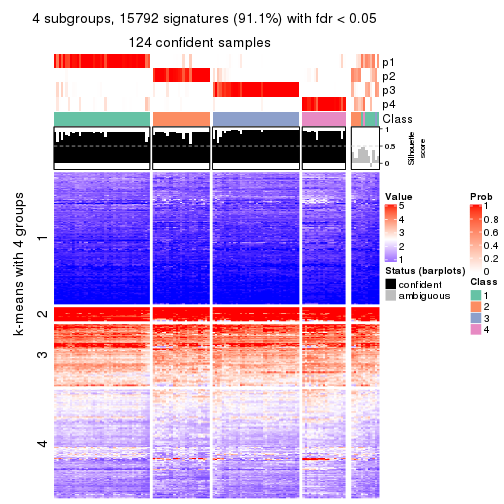 4 subgroups, 15792 signatures (91.1%) with fdr < 0.05
124 confident samples
p1
p2
p3
p4
Class
1
0.5
0
Silhouette
score
k-means with 4 groups
1
2
3
4
Value
5
4
3
2
1
Status (barplots)
confident
ambiguous
Prob
1
0.8
0.6
0.4
0.2
0
Class
1
2
3
4